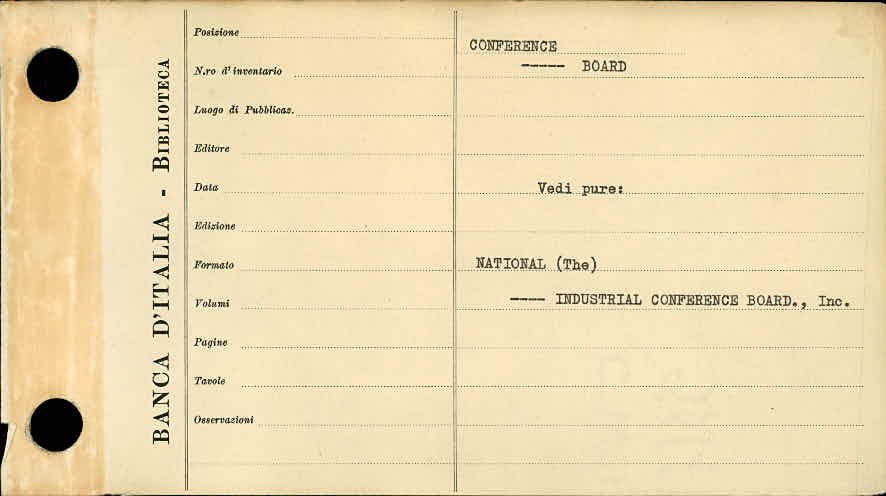 BANCA D'ITALIA - BIBLIOTECA
Posizione
N.ro d'inventario
Luogo di Pubblicaz.
Editore
Data
Edizione
Formato
Volumi
Pagine
Tavole
Osservazioni
CONFERENCE
----- BOARD
Vedi pure:
NATIONAL (The)
---- INDUSTRIAL CONFERENCE BOARD., Inc.